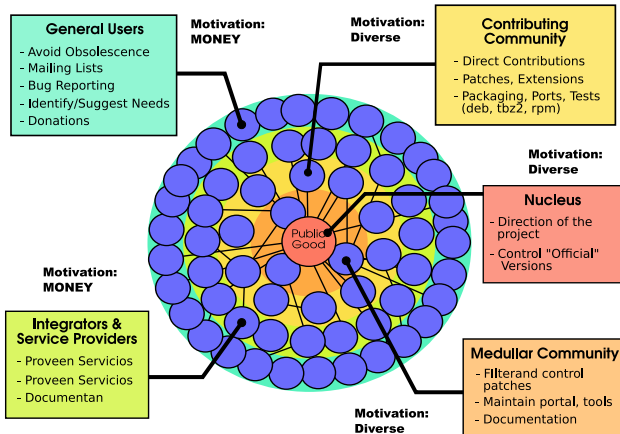 General Users
- Avoid Obsolescence
- Mailing Lists
- Bug Reporting
- Identify/Suggest Needs
- Donations
Motivation:
MONEY
Motivation:
Diverse
Contributing
Community
- Direct Contributions
- Patches, Extensions
- Packaging, Ports, Tests
(deb, tbz2, rpm)
Motivation:
Diverse
Nucleus
- Direction of the
project
- Control "Official"
Versions
Public
Good
Motivation:
MONEY
Integrators &
Service Providers
- Proveen Servicios
- Proveen Servicios
- Documentan
Motivation:
Diverse
Medullar Community
- Filterand control
patches
- Maintain portal, tools
- Documentation